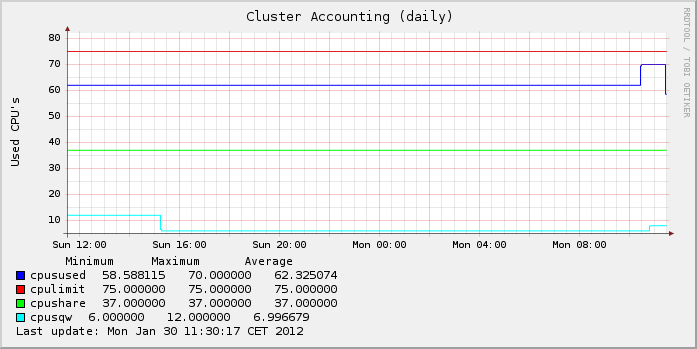 Cluster Accounting (daily)
RRDTOOL / TOBI OETIKER
Used CPU's
80
70
60
50
40
30
20
10
Sun 12:00 Sun 16:00 Sun 20:00 Mon 00:00 Mon 04:00 Mon 08:00
Minimum Maximum Average
cpusused 58.588115 70.000000 62.325074
cpulimit 75.000000 75.000000 75.000000
cpushare 37.000000 37.000000 37.000000
cpusqw 6.000000 12.000000 6.996679
Last update: Mon Jan 30 11:30:17 CET 2012